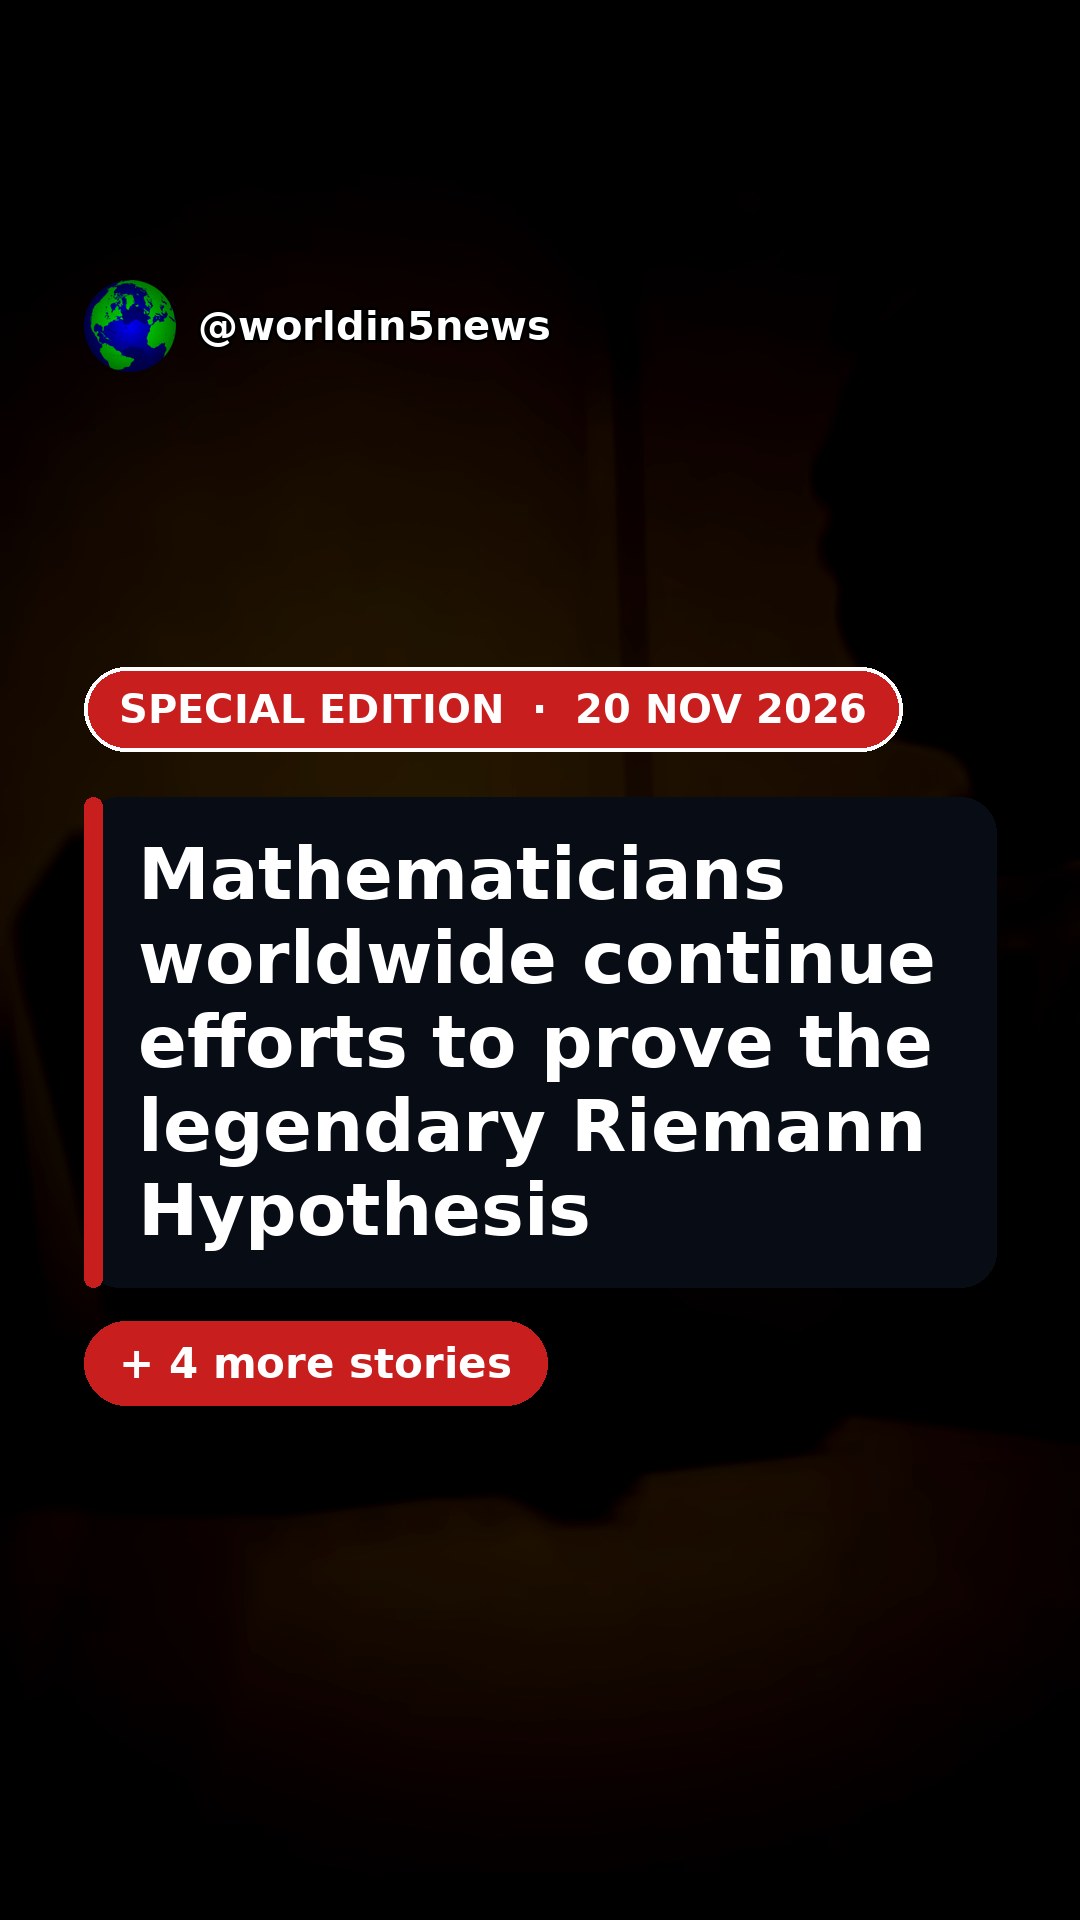 @worldin5news
SPECIAL EDITION · 20 NOV 2026
Mathematicians
worldwide continue
efforts to prove the
legendary Riemann
Hypothesis
+ 4 more stories